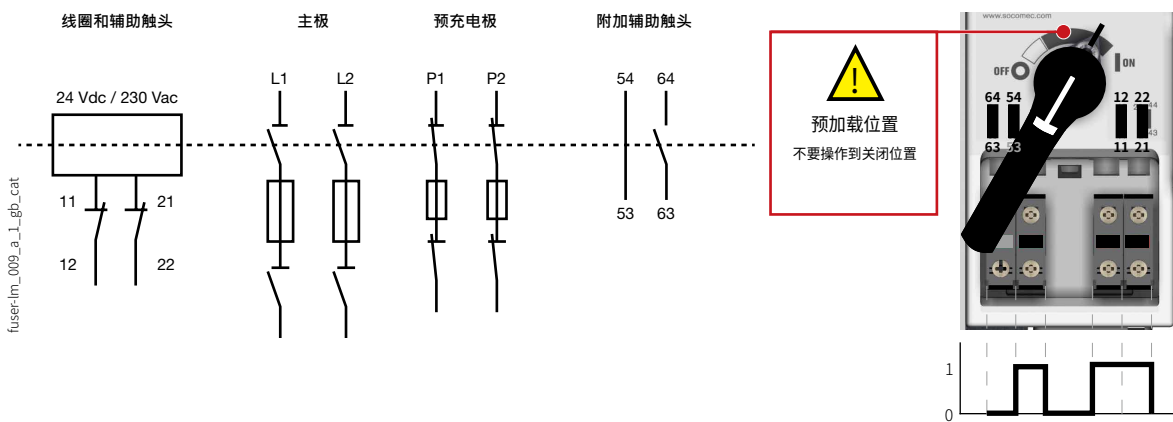 线圈和辅助触头
主极
预充电极
附加辅助触头
24 Vdc / 230 Vac
11
21
12
22
L1
L2
P1
P2
54
64
53
63
fuser-lm_009_a_1_gb_cat
预加载位置
不要操作到关闭位置
www.socomec.com
OFF
ON
64 54
12 22
44
63 53
11 21
43
1
0